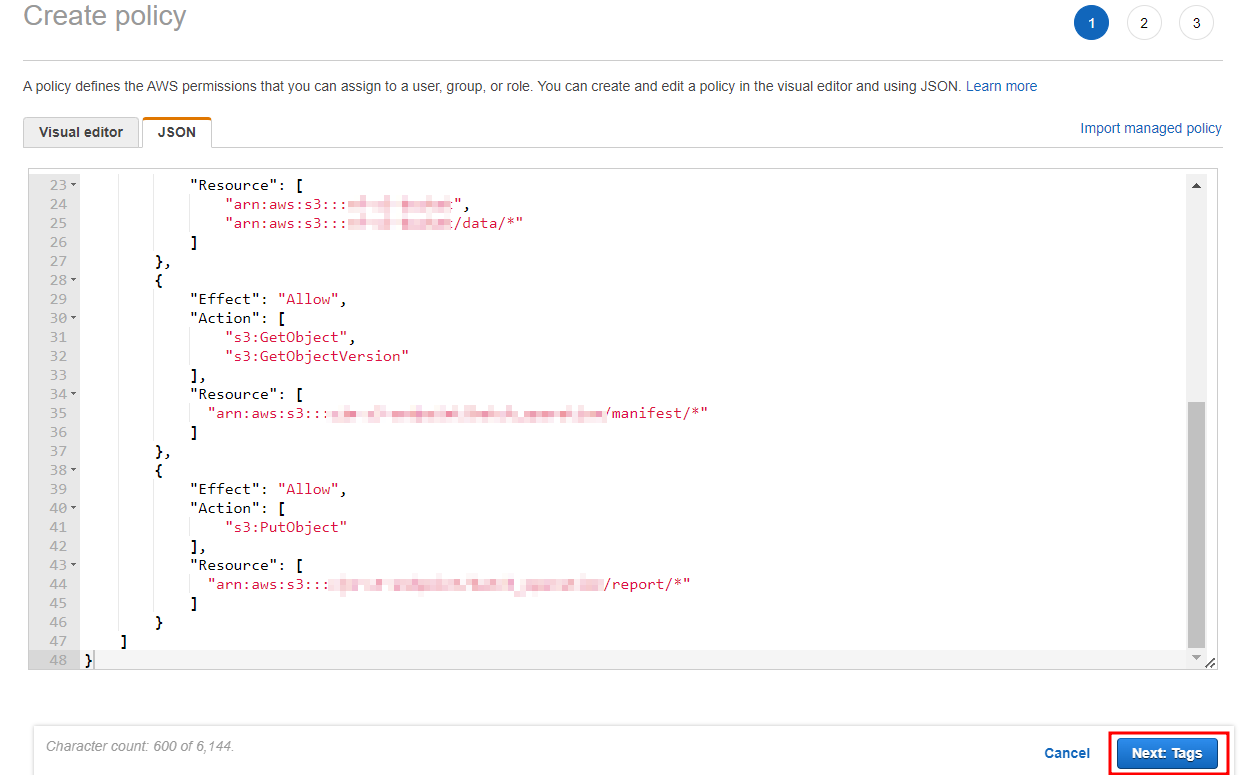 Create policy
1 2 3
A policy defines the AWS permissions that you can assign to a user, group, or role. You can create and edit a policy in the visual editor and using JSON. Learn more
Visual editor JSON
Import managed policy
23 "Resource": [
24 "arn:aws:s3:::",
25 "arn:aws:s3:::/data/*"
26 ]
27 },
28 {
29 "Effect": "Allow",
30 "Action": [
31 "s3:GetObject",
32 "s3:GetObjectVersion"
33 ],
34 "Resource": [
35 "arn:aws:s3:::/manifest/*"
36 ]
37 },
38 {
39 "Effect": "Allow",
40 "Action": [
41 "s3:PutObject"
42 ],
43 "Resource": [
44 "arn:aws:s3:::/report/*"
45 ]
46 }
47 ]
48 }
Character count: 600 of 6,144.
Cancel Next: Tags